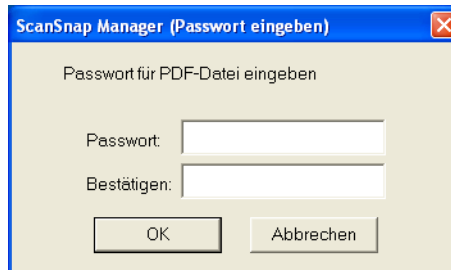 ScanSnap Manager (Passwort eingeben)
Passwort für PDF-Datei eingeben
Passwort:
Bestätigen:
OK Abbrechen